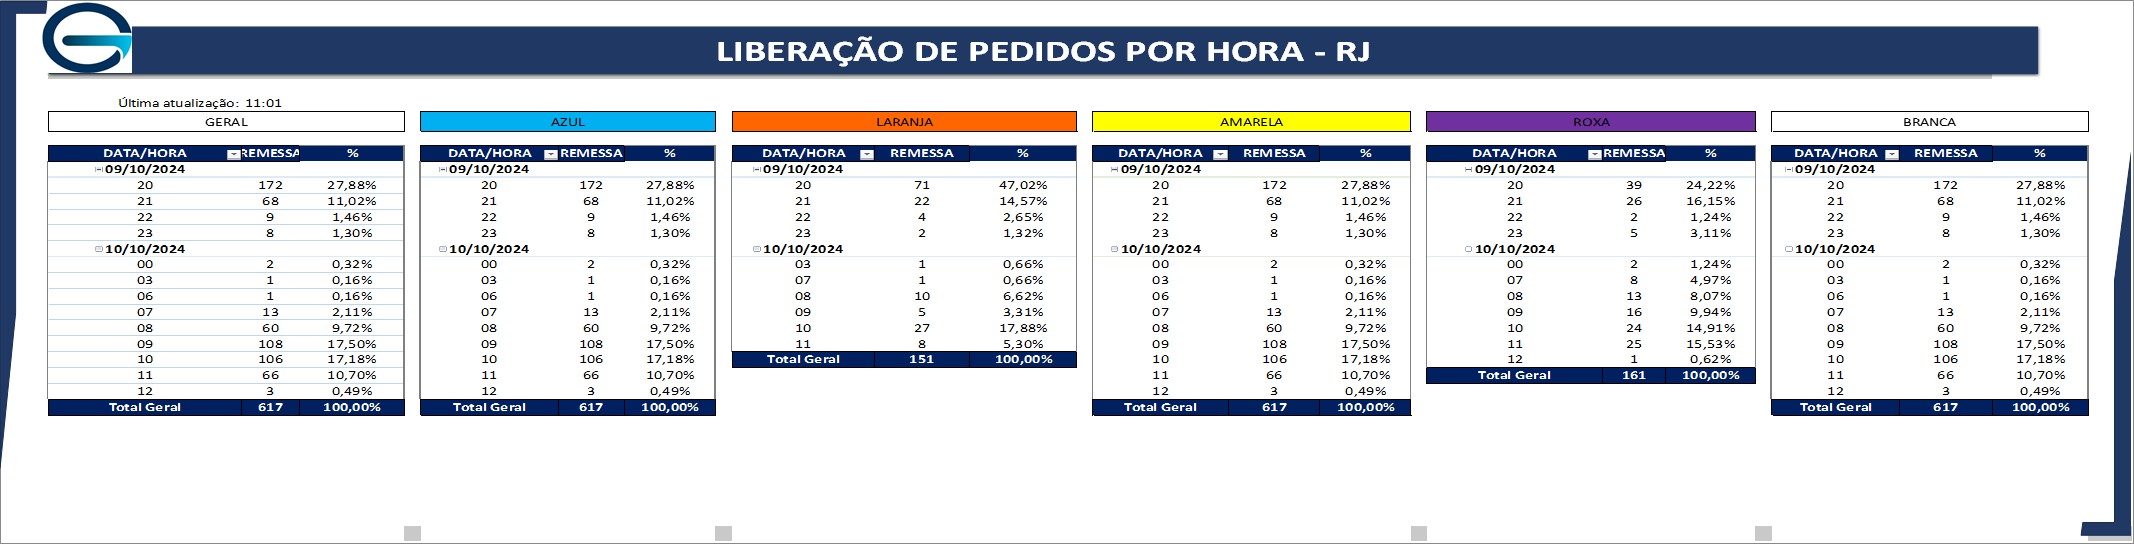 LIBERAÇÃO DE PEDIDOS POR HORA - RJ
Última atualização: 11:01
GERAL
DATA/HORA REMESSA %
09/10/2024
20 172 27,88%
21 68 11,02%
22 9 1,46%
23 8 1,30%
10/10/2024
00 2 0,32%
03 1 0,16%
06 1 0,16%
07 13 2,11%
08 60 9,72%
09 108 17,50%
10 106 17,18%
11 66 10,70%
12 3 0,49%
Total Geral 617 100,00%
AZUL
DATA/HORA REMESSA %
09/10/2024
20 172 27,88%
21 68 11,02%
22 9 1,46%
23 8 1,30%
10/10/2024
00 2 0,32%
03 1 0,16%
06 1 0,16%
07 13 2,11%
08 60 9,72%
09 108 17,50%
10 106 17,18%
11 66 10,70%
12 3 0,49%
Total Geral 617 100,00%
LARANJA
DATA/HORA REMESSA %
09/10/2024
20 71 47,02%
21 22 14,57%
22 4 2,65%
23 2 1,32%
10/10/2024
03 1 0,66%
07 1 0,66%
08 10 6,62%
09 5 3,31%
10 27 17,88%
11 8 5,30%
Total Geral 151 100,00%
AMARELA
DATA/HORA REMESSA %
09/10/2024
20 172 27,88%
21 68 11,02%
22 9 1,46%
23 8 1,30%
10/10/2024
00 2 0,32%
03 1 0,16%
06 1 0,16%
07 13 2,11%
08 60 9,72%
09 108 17,50%
10 106 17,18%
11 66 10,70%
12 3 0,49%
Total Geral 617 100,00%
ROXA
DATA/HORA REMESSA %
09/10/2024
20 39 24,22%
21 26 16,15%
22 2 1,24%
23 5 3,11%
10/10/2024
00 2 1,24%
07 8 4,97%
08 13 8,07%
09 16 9,94%
10 24 14,91%
11 25 15,53%
12 1 0,62%
Total Geral 161 100,00%
BRANCA
DATA/HORA REMESSA %
09/10/2024
20 172 27,88%
21 68 11,02%
22 9 1,46%
23 8 1,30%
10/10/2024
00 2 0,32%
03 1 0,16%
06 1 0,16%
07 13 2,11%
08 60 9,72%
09 108 17,50%
10 106 17,18%
11 66 10,70%
12 3 0,49%
Total Geral 617 100,00%